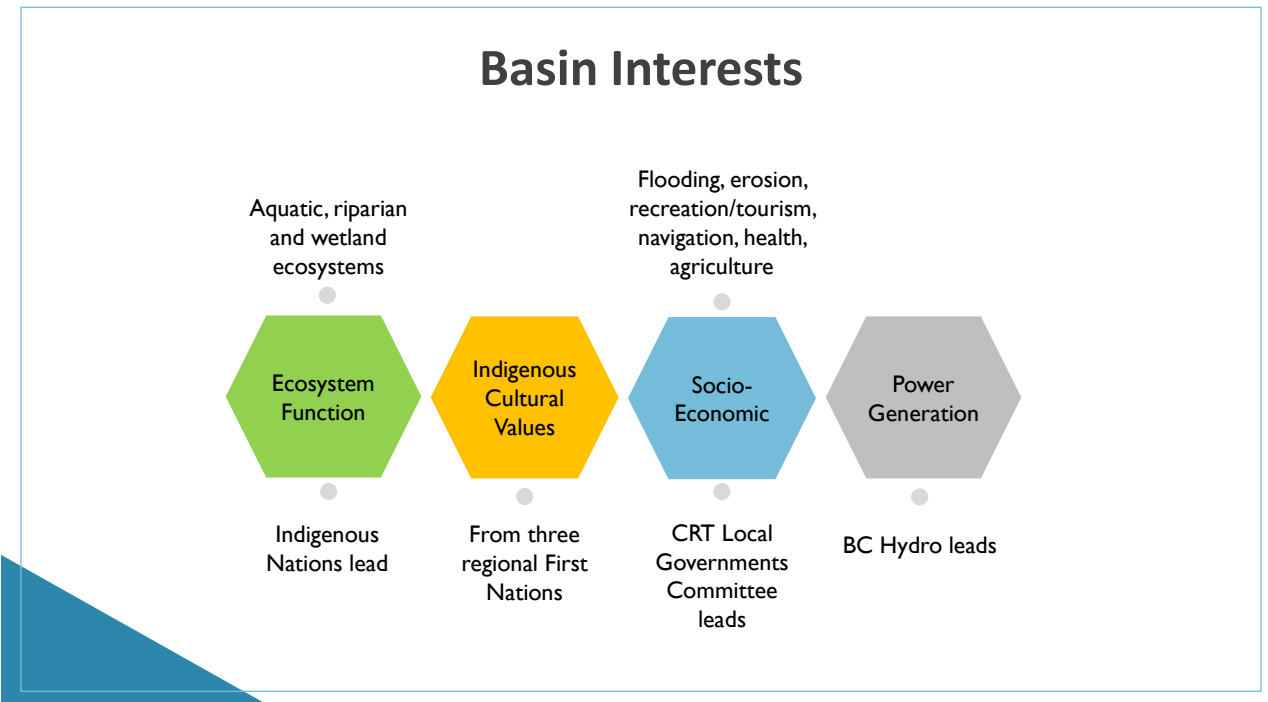 Basin Interests
Aquatic, riparian
and wetland
ecosystems
Flooding, erosion,
recreation/tourism,
navigation, health,
agriculture
Ecosystem
Function
Indigenous
Cultural
Values
Socio-
Economic
Power
Generation
Indigenous
Nations lead
From three
regional First
Nations
CRT Local
Governments
Committee
leads
BC Hydro leads